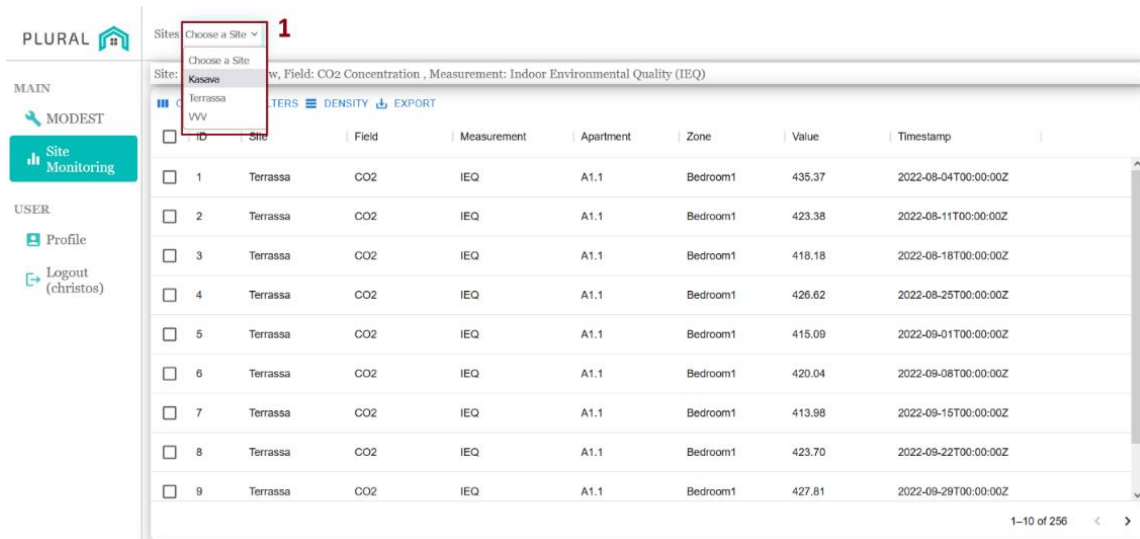 PLURAL
Sites Choose a Site 1
Choose a Site
Kasava
Terrassa
VVV
Site: w, Field: CO2 Concentration , Measurement: Indoor Environmental Quality (IEQ)
MAIN
MODEST
Site Monitoring
USER
Profile
Logout
(christos)
C LTERS DENSITY EXPORT
ID Site Field Measurement Apartment Zone Value Timestamp
1 Terrassa CO2 IEQ A1.1 Bedroom1 435.37 2022-08-04T00:00:00Z
2 Terrassa CO2 IEQ A1.1 Bedroom1 423.38 2022-08-11T00:00:00Z
3 Terrassa CO2 IEQ A1.1 Bedroom1 418.18 2022-08-18T00:00:00Z
4 Terrassa CO2 IEQ A1.1 Bedroom1 426.62 2022-08-25T00:00:00Z
5 Terrassa CO2 IEQ A1.1 Bedroom1 415.09 2022-09-01T00:00:00Z
6 Terrassa CO2 IEQ A1.1 Bedroom1 420.04 2022-09-08T00:00:00Z
7 Terrassa CO2 IEQ A1.1 Bedroom1 413.98 2022-09-15T00:00:00Z
8 Terrassa CO2 IEQ A1.1 Bedroom1 423.70 2022-09-22T00:00:00Z
9 Terrassa CO2 IEQ A1.1 Bedroom1 427.81 2022-09-29T00:00:00Z
1–10 of 256